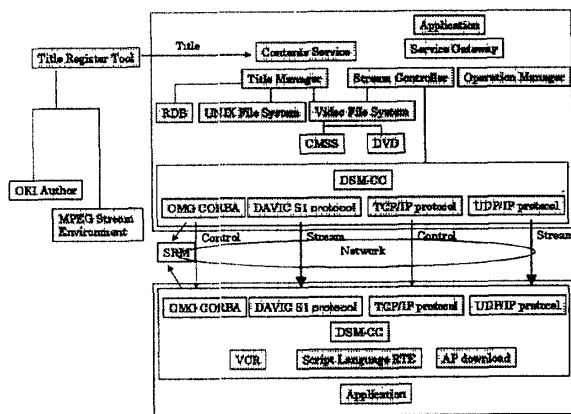 Application
Title
Contents Service
Service Gateway
Title Register Tool
Title Manager
Stream Controller
Operation Manager
RDB
UNIX File System
Video File System
CMSS
DVD
DSM-CC
OKI Author
OMG CORBA
DAVIC S1 protocol
TCP/IP protocol
UDP/IP protocol
MPEG Stream
Environment
Control
Stream
Control
Stream
SRM
Network
OMG CORBA
DAVIC S1 protocol
TCP/IP protocol
UDP/IP protocol
DSM-CC
VCR
Script Language RTE
AP download
Application